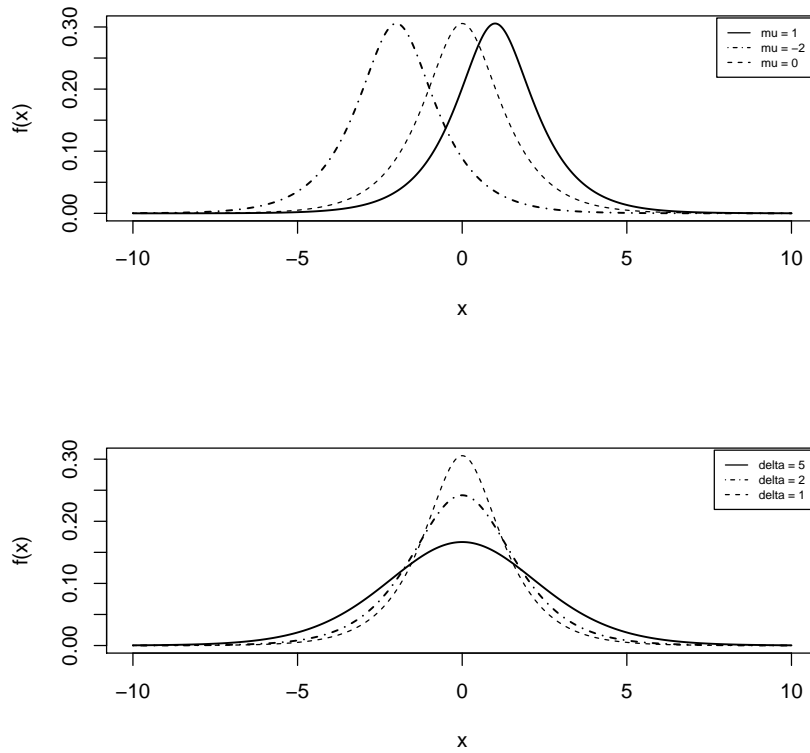 f(x)
0.00
0.10
0.20
0.30
mu = 1
mu = −2
mu = 0
−10
−5
0
5
10
x
f(x)
0.00
0.10
0.20
0.30
delta = 5
delta = 2
delta = 1
−10
−5
0
5
10
x